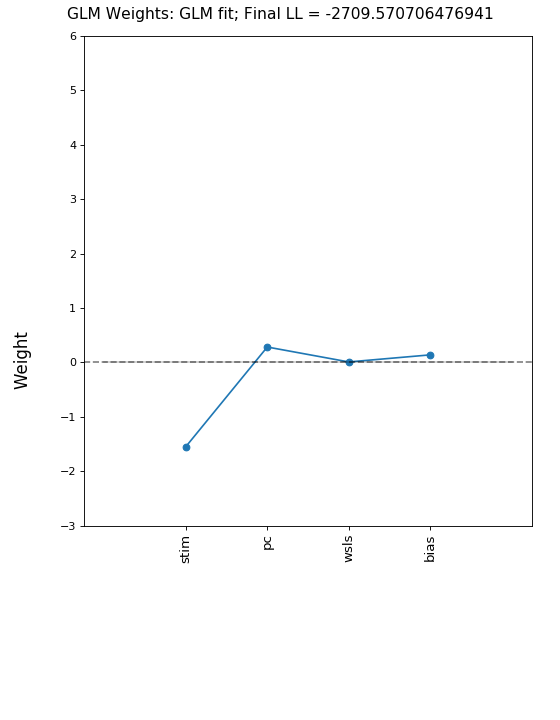 GLM Weights: GLM fit; Final LL = -2709.570706476941
6
5
4
3
2
1
0
−1
−2
−3
Weight
stim
pc
wsls
bias